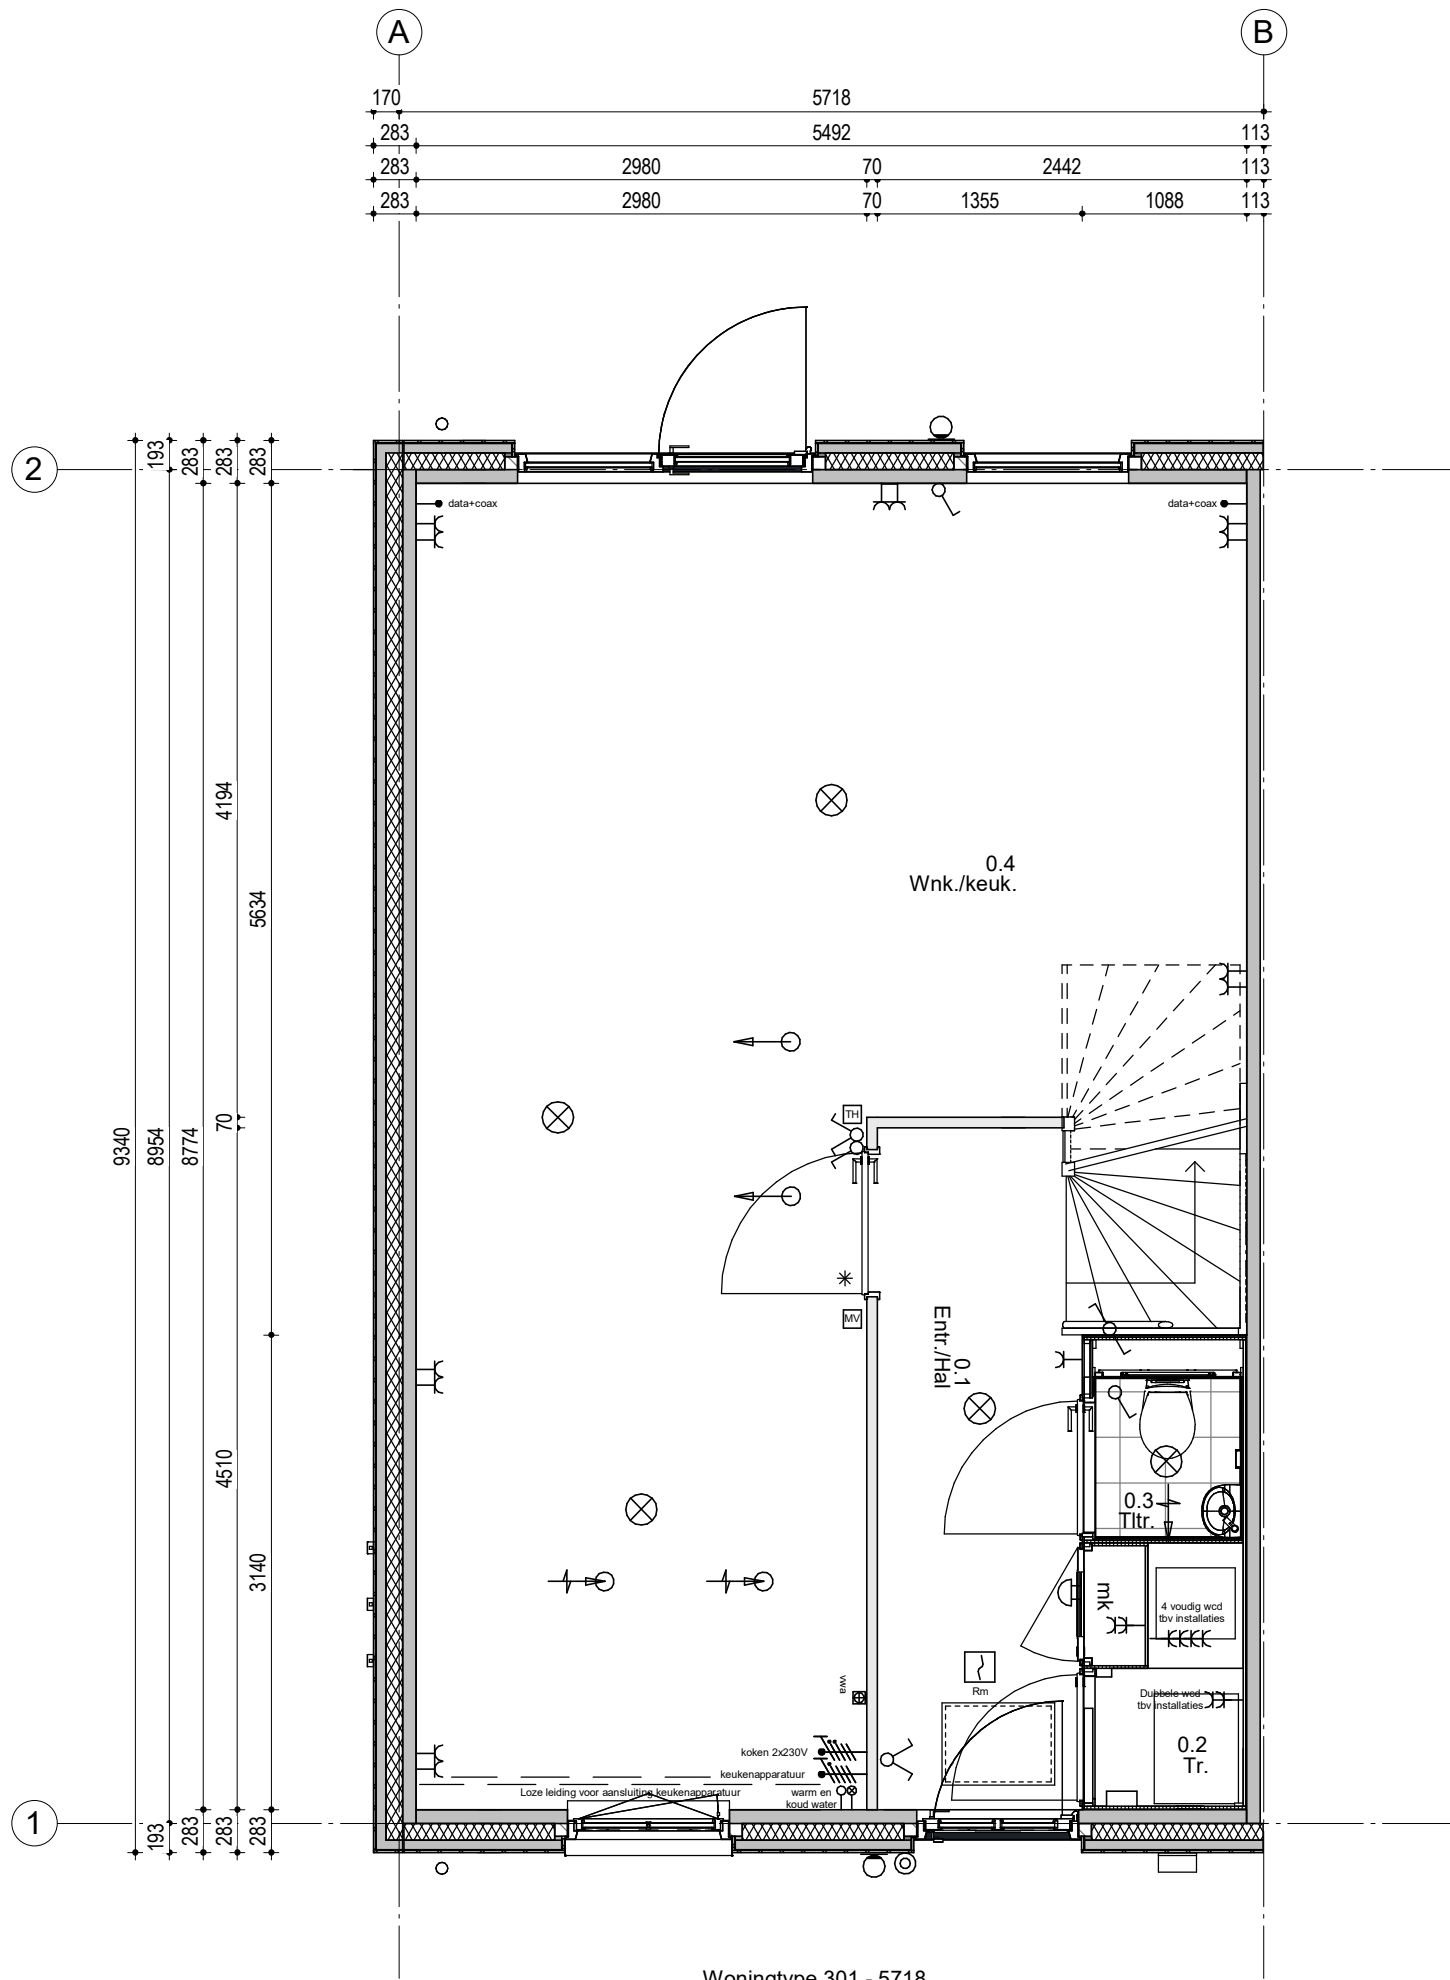 A
B
170
5718
283
5492
113
283
2980
70
2442
113
283
2980
70
1355
1088
113
2
193
283
283
283
data+coax
data+coax
4194
5634
0.4
Wnk./keuk.
70
9340
8954
8774
TH
MV
0.1
Entr./Hal
4510
3140
0.3
Tltr.
mk
4 voudig wcd
tbv installaties
Rm
vwa
Dubbele wcd
tbv installaties
0.2
Tr.
koken 2x230V
keukenapparatuur
Loze leiding voor aansluiting keukenapparatuur
warm en
koud water
1
193
283
283
283
Woningtype 301 - 5718